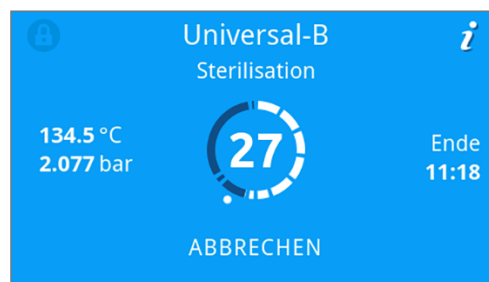 Universal-B
i
Sterilisation
134.5 °C
2.077 bar
27
Ende
11:18
ABBRECHEN